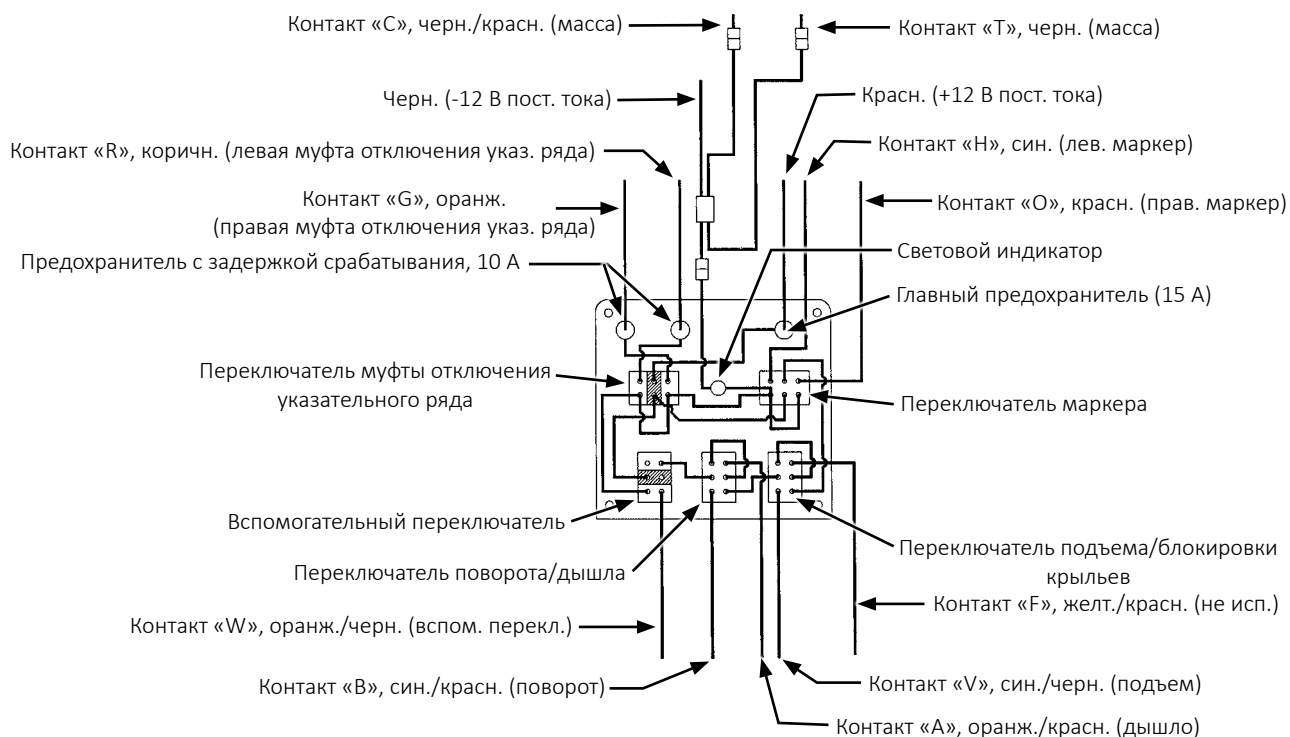 Контакт «C», черн./красн. (масса)
Контакт «T», черн. (масса)
Черн. (-12 В пост. тока)
Красн. (+12 В пост. тока)
Контакт «R», коричн. (левая муфта отключения указ. ряда)
Контакт «H», син. (лев. маркер)
Контакт «G», оранж.
(правая муфта отключения указ. ряда)
Контакт «O», красн. (прав. маркер)
Предохранитель с задержкой срабатывания, 10 А
Световой индикатор
Главный предохранитель (15 А)
Переключатель муфты отключения
указательного ряда
Переключатель маркера
Вспомогательный переключатель
Переключатель подъема/блокировки
крыльев
Переключатель поворота/дышла
Контакт «F», желт./красн. (не исп.)
Контакт «W», оранж./черн. (вспом. перекл.)
Контакт «B», син./красн. (поворот)
Контакт «V», син./черн. (подъем)
Контакт «A», оранж./красн. (дышло)